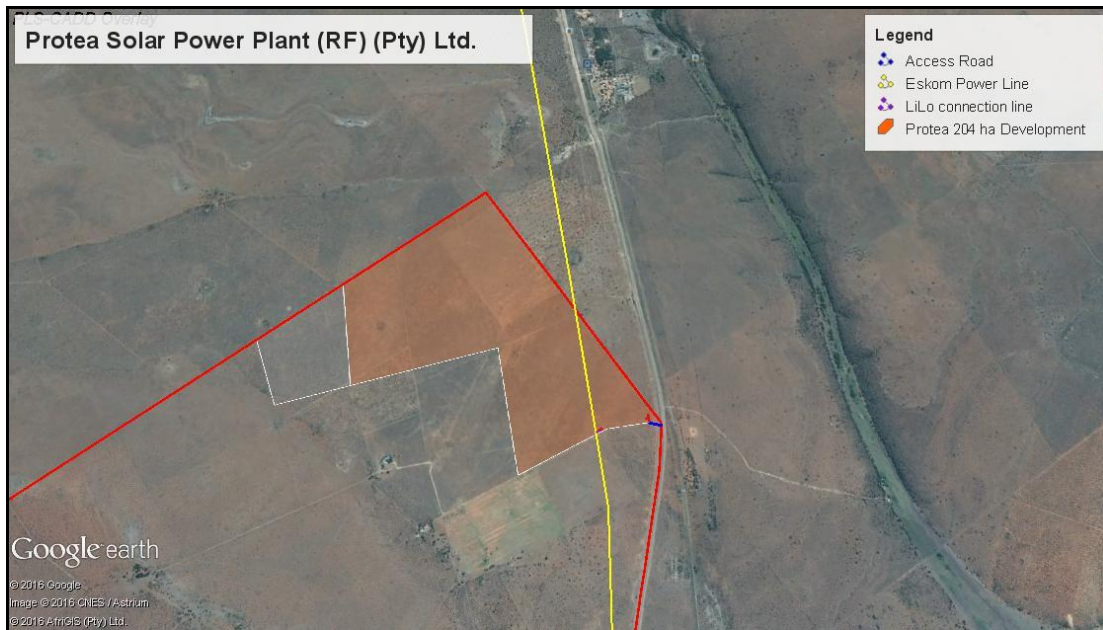 PLS-CADD Overlay
Protea Solar Power Plant (RF) (Pty) Ltd.
Legend
Access Road
Eskom Power Line
LiLo connection line
Protea 204 ha Development
Google earth
© 2016 Google
Image © 2016 CNES / Astrium
© 2016 AfriGIS (Pty) Ltd.